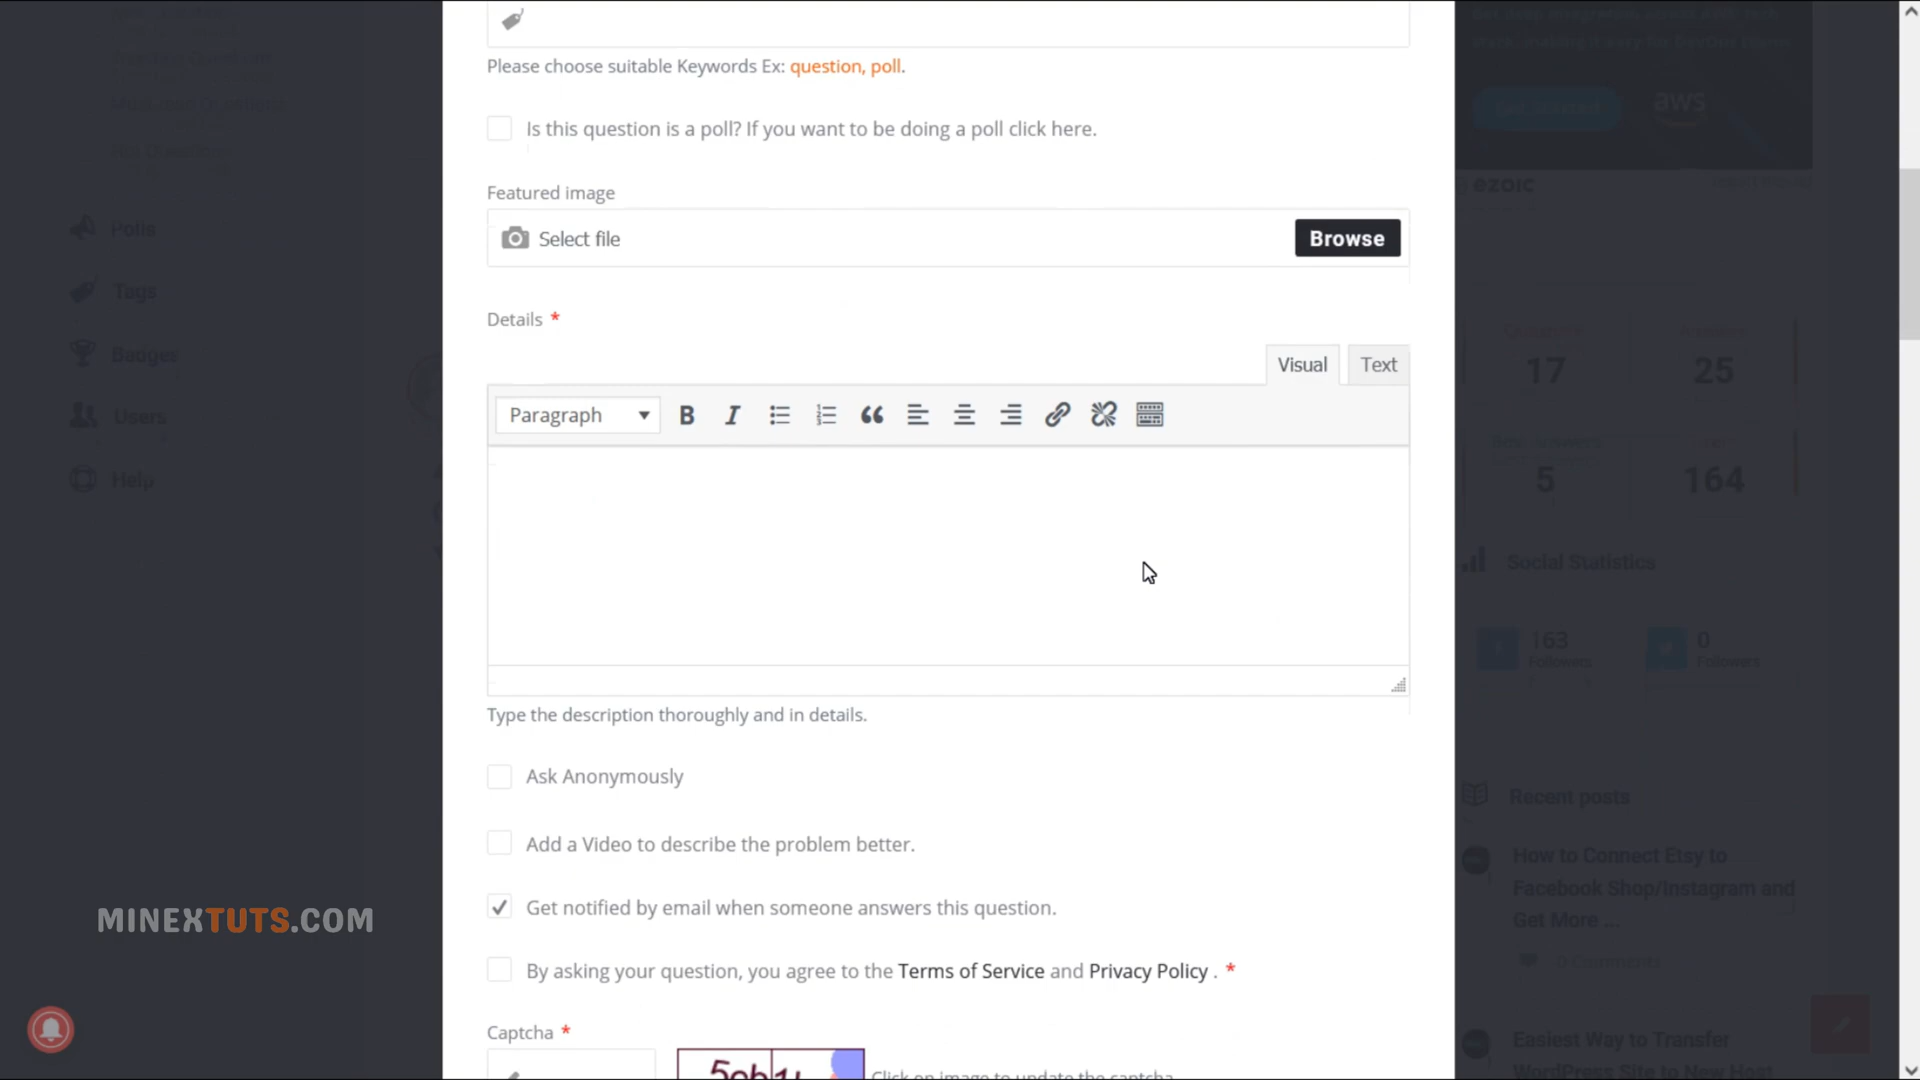 Please choose suitable Keywords Ex: question, poll.
Is this question is a poll? If you want to be doing a poll click here.
Featured image
Select file
Browse
Details *
Visual
Text
Paragraph
Type the description thoroughly and in details.
Ask Anonymously
Add a Video to describe the problem better.
Get notified by email when someone answers this question.
By asking your question, you agree to the Terms of Service and Privacy Policy . *
Captcha *
Click on image to update the captcha
Polls
Tags
Badges
Users
Help
MINEXTUTS.COM
aws
ezoic
17
25
5
164
Social Statistics
163
Followers
0
Followers
Recent posts
How to Connect Etsy to
Facebook Shop/Instagram and
Get More ...
0 Comments
Easiest Way to Transfer
WordPress Site to New Host